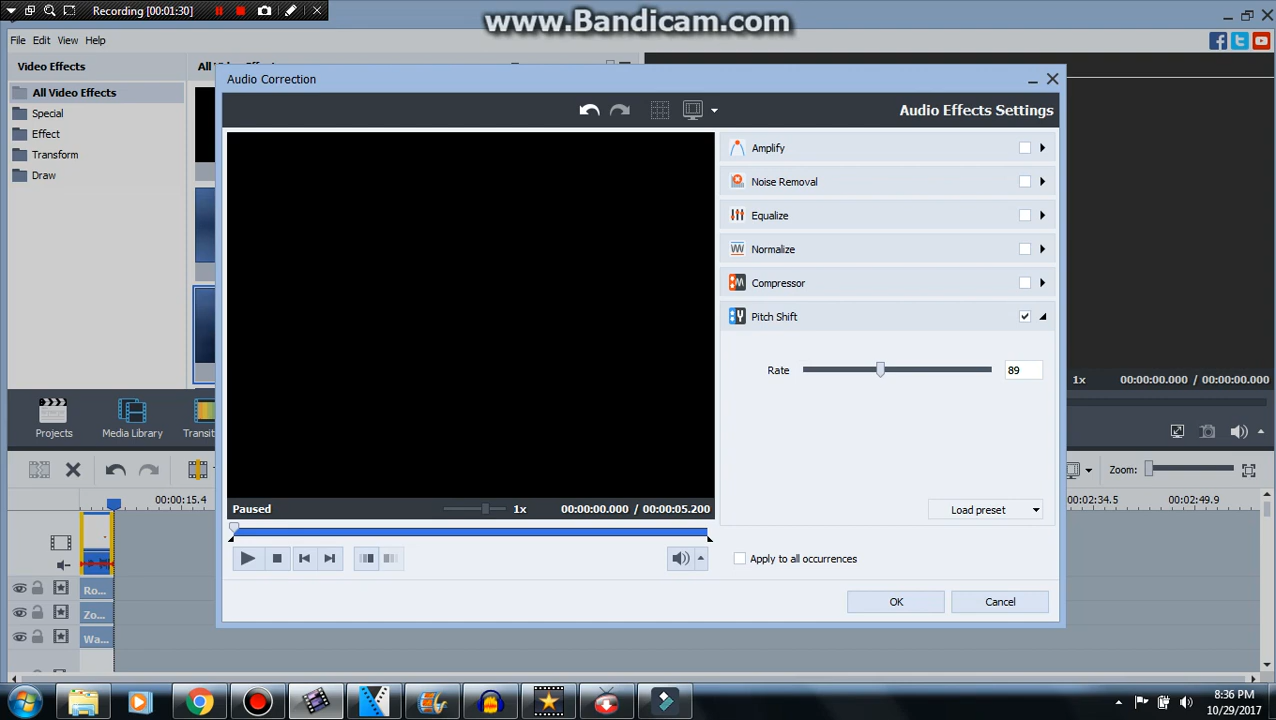 Recording [00:01:30]
www.Bandicam.com
File Edit View Help
Video Effects
All Video Effects
Special
Effect
Transform
Draw
Audio Correction
Audio Effects Settings
Amplify
Noise Removal
Equalize
Normalize
Compressor
Pitch Shift
Rate 89
Load preset
Paused 1x 00:00:00.000 / 00:00:05.200
Apply to all occurrences
OK Cancel
1x 00:00:00.000 / 00:00:00.000
Projects Media Library Transiti
Zoom:
00:00:15.4 00:02:34.5 00:02:49.9
Ro...
Zo...
Wa...
8:36 PM
10/29/2017